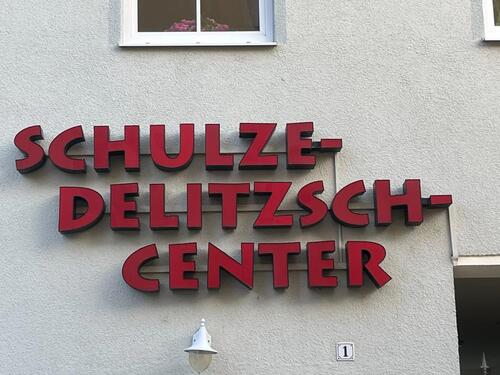 SCHULZE-
DELITZSCH-
CENTER
1